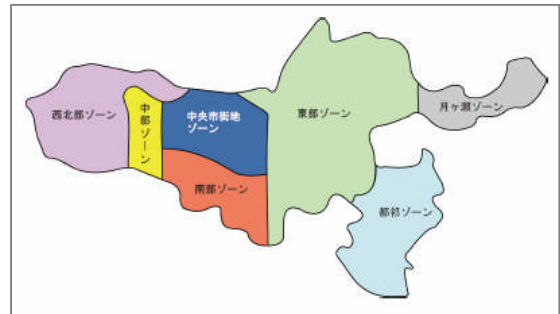 西北部ゾーン
中部ゾーン
中央市街地
ゾーン
南部ゾーン
東部ゾーン
月ヶ瀬ゾーン
都祁ゾーン